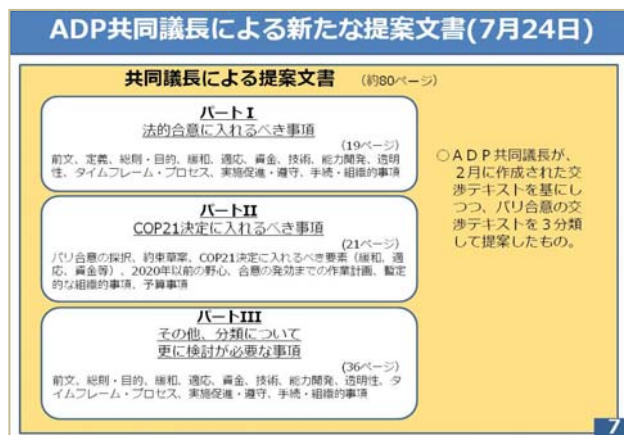 ADP共同議長による新たな提案文書(7月24日)
共同議長による提案文書 (約80ページ)
パートⅠ
法的合意に入れるべき事項
(19ページ)
前文、定義、総則・目的、緩和、適応、資金、技術、能力開発、透明
性、タイムフレーム・プロセス、実施促進・遵守、手続・組織的事項
パートII
COP21決定に入れるべき事項
(21ページ)
パリ合意の採択、約束草案、COP21決定に入れるべき要素(緩和、適
応、資金等)、2020年以前の野心、合意の発効までの作業計画、暫定
的な組織的事項、予算事項
パートIII
その他、分類について
更に検討が必要な事項
(36ページ)
前文、総則・目的、緩和、適応、資金、技術、能力開発、透明性、タ
イムフレーム・プロセス、実施促進・遵守、手続・組織的事項
○ADP共同議長が、
2月に作成された交
渉テキストを基にし
つつ、パリ合意の交
渉テキストを3分類
して提案したもの。
7